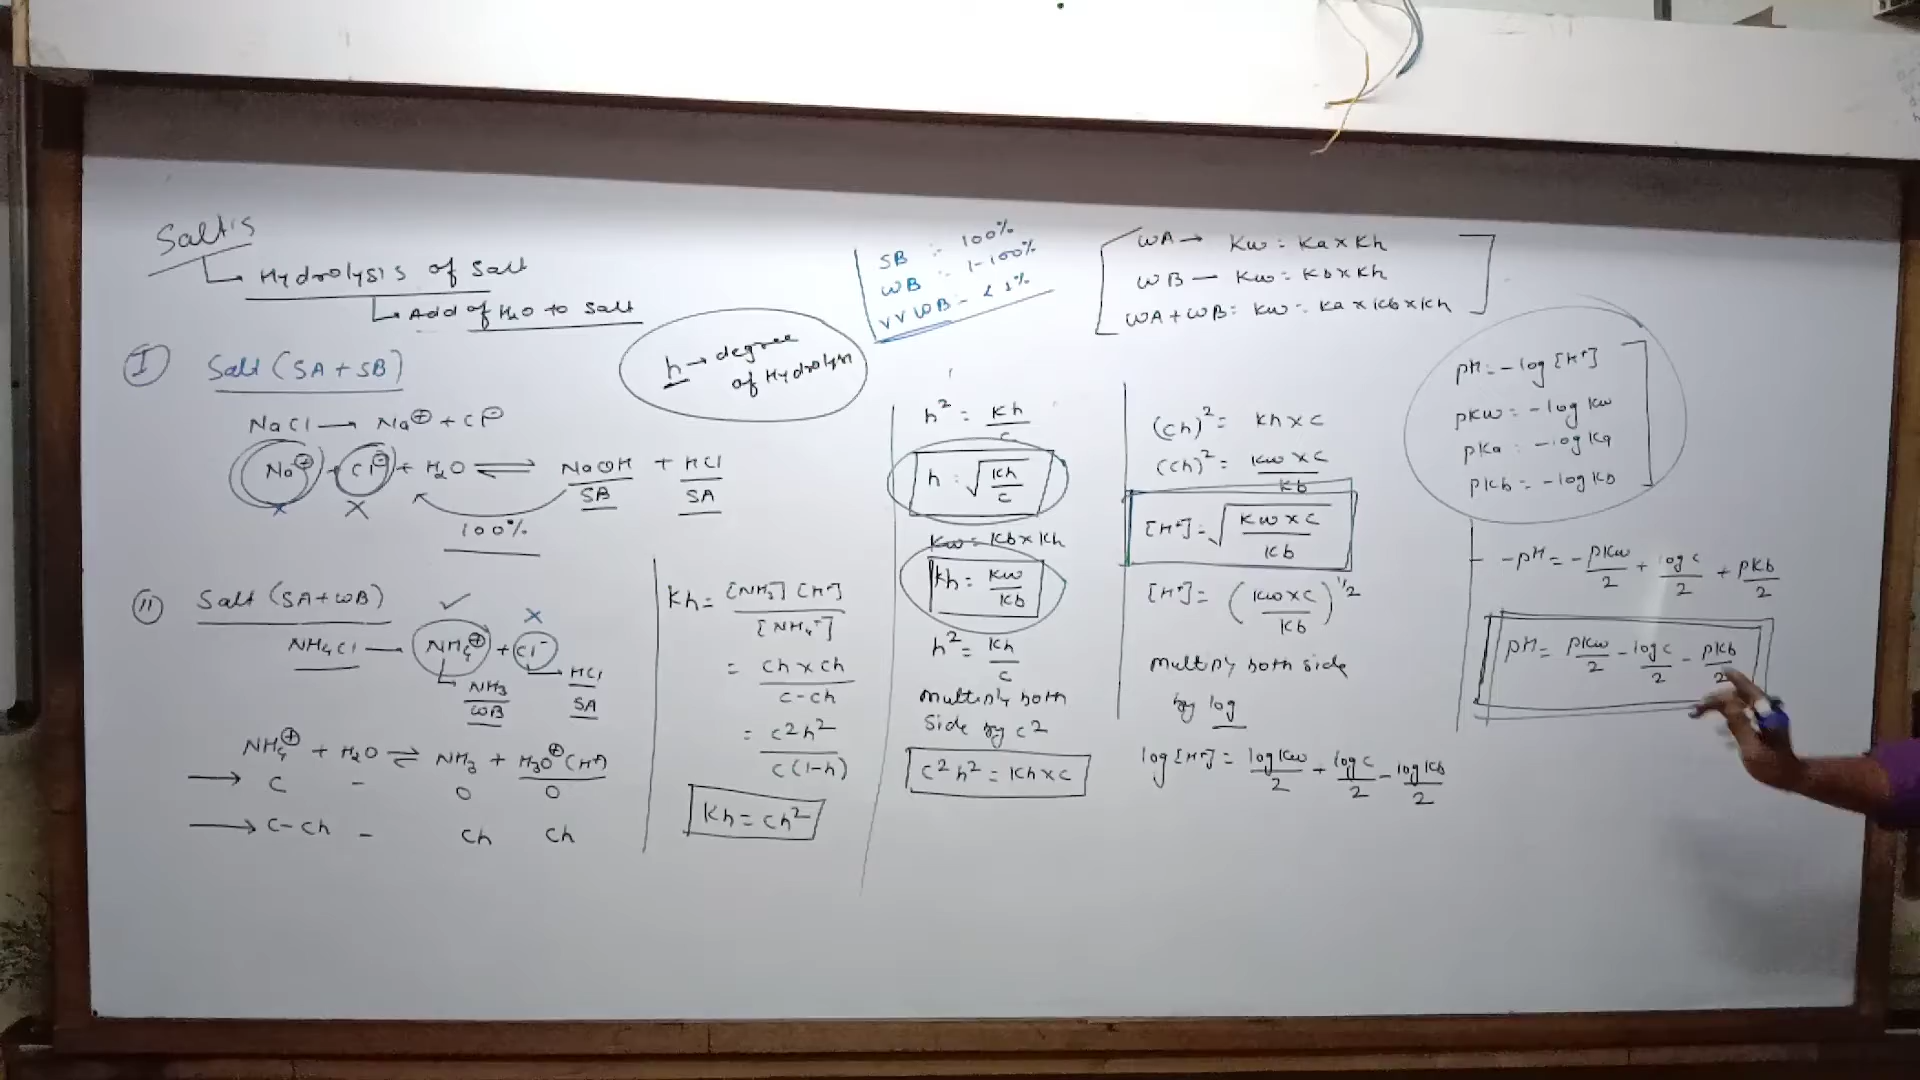 Salt's
Hydrolysis of salt
Add of H2O to salt
SB :- 100%
WB :- 1-100%
VVWB - < 1%
WA → Kw = Ka x Kh
WB — Kw = Kb x Kh
WA + WB = Kw = Ka x Kb x Kh
h → degree
of Hydrolysis
I Salt (SA + SB)
NaCl → Na⊕ + Cl⊖
Na⊕ + Cl⊖ + H2O ⇌ NaOH + HCl
SB SA
X X
100%
II Salt (SA + WB)
✓ X
NH4Cl — NH4⊕ + Cl-
NH3 HCl
WB SA
NH4⊕ + H2O ⇌ NH3 + H3O⊕ (H+)
→ C - O O
→ C-Ch - Ch Ch
Kh = [NH3] [H+] / [NH4+]
= Ch x Ch / C-Ch
= C2h2 / C(1-h)
Kh = Ch2
h2 = Kh / C
h = √Kh / C
Kw = Kb x Kh
Kh = Kw / Kb
h2 = Kh / C
multiply both
side by C2
C2h2 = Kh x C
(Ch)2 = Kh x C
(Ch)2 = Kw x C / Kb
[H+] = √Kw x C / Kb
[H+] = (Kw x C / Kb)1/2
multiply both side
by log
log [H+] = log Kw / 2 + log C / 2 - log Kb / 2
pH = -log [H+]
pKw = -log Kw
pKa = -log Ka
pKb = -log Kb
-pH = -pKw / 2 + log C / 2 + pKb / 2
pH = pKw / 2 - log C / 2 - pKb / 2